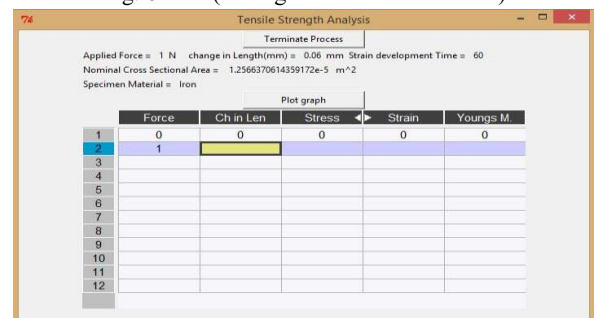 Tensile Strength Analysis
Terminate Process
Applied Force = 1 N change in Length(mm) = 0.06 mm Strain development Time = 60
Nominal Cross Sectional Area = 1.2566370614359172e-5 m^2
Specimen Material = Iron
Plot graph
Force Ch in Len Stress Strain Youngs M.
1 0 0 0 0 0
2 1
3
4
5
6
7
8
9
10
11
12